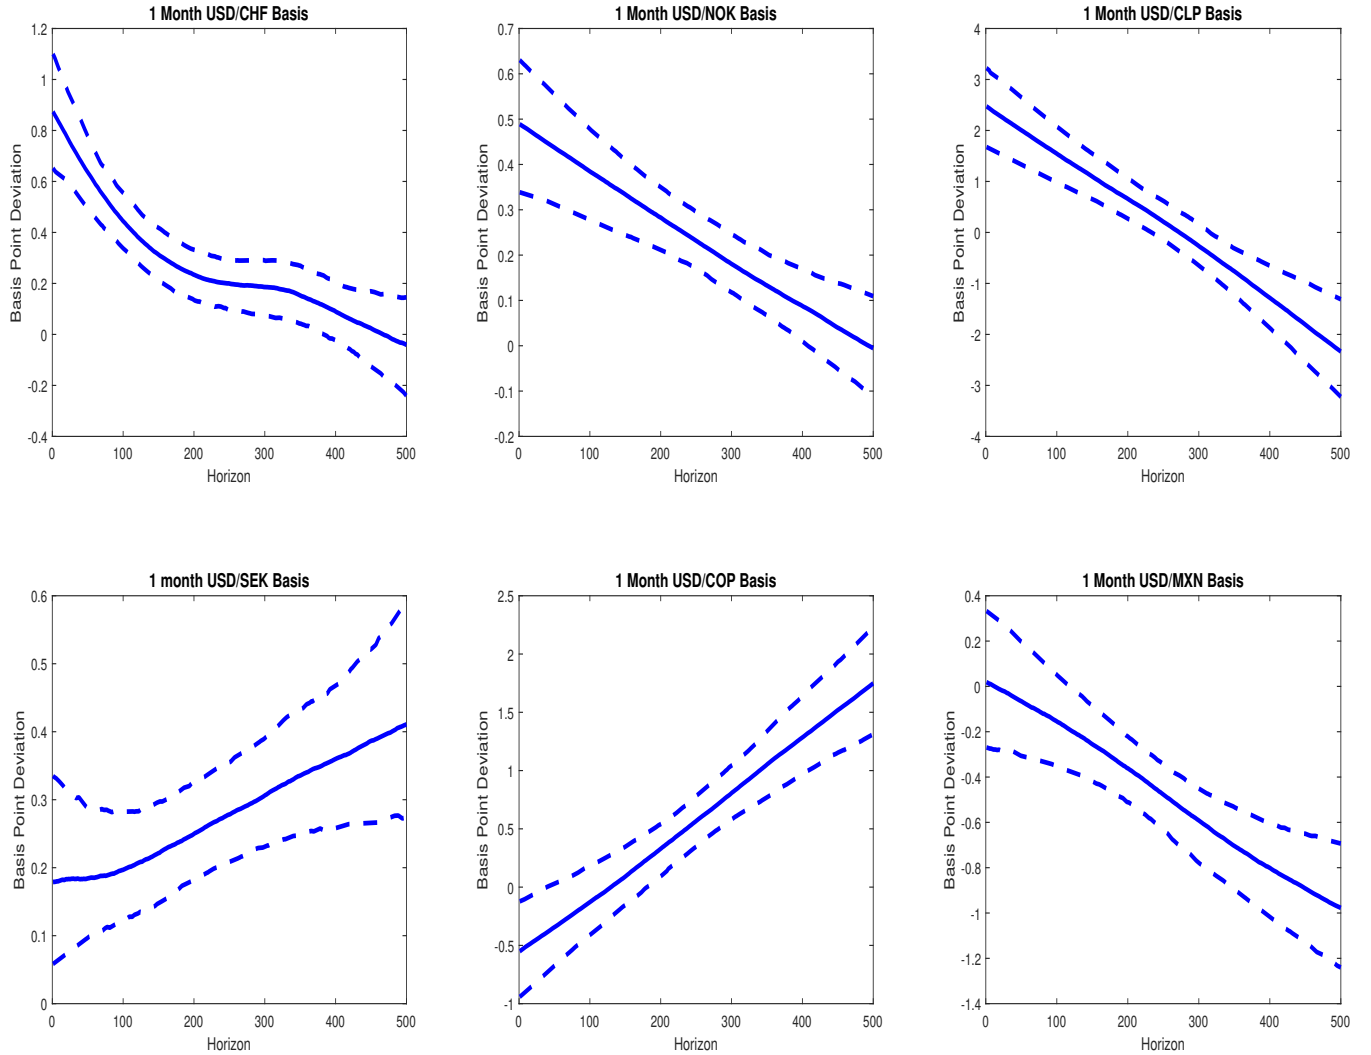 1 Month USD/CHF Basis
Basis Point Deviation
1.2
1
0.8
0.6
0.4
0.2
0
-0.2
-0.4
0 100 200 300 400 500
Horizon
1 Month USD/NOK Basis
Basis Point Deviation
0.7
0.6
0.5
0.4
0.3
0.2
0.1
0
-0.1
-0.2
0 100 200 300 400 500
Horizon
1 Month USD/CLP Basis
Basis Point Deviation
4
3
2
1
0
-1
-2
-3
-4
0 100 200 300 400 500
Horizon
1 month USD/SEK Basis
Basis Point Deviation
0.6
0.5
0.4
0.3
0.2
0.1
0
0 100 200 300 400 500
Horizon
1 Month USD/COP Basis
Basis Point Deviation
2.5
2
1.5
1
0.5
0
-0.5
-1
0 100 200 300 400 500
Horizon
1 Month USD/MXN Basis
Basis Point Deviation
0.4
0.2
0
-0.2
-0.4
-0.6
-0.8
-1
-1.2
-1.4
0 100 200 300 400 500
Horizon